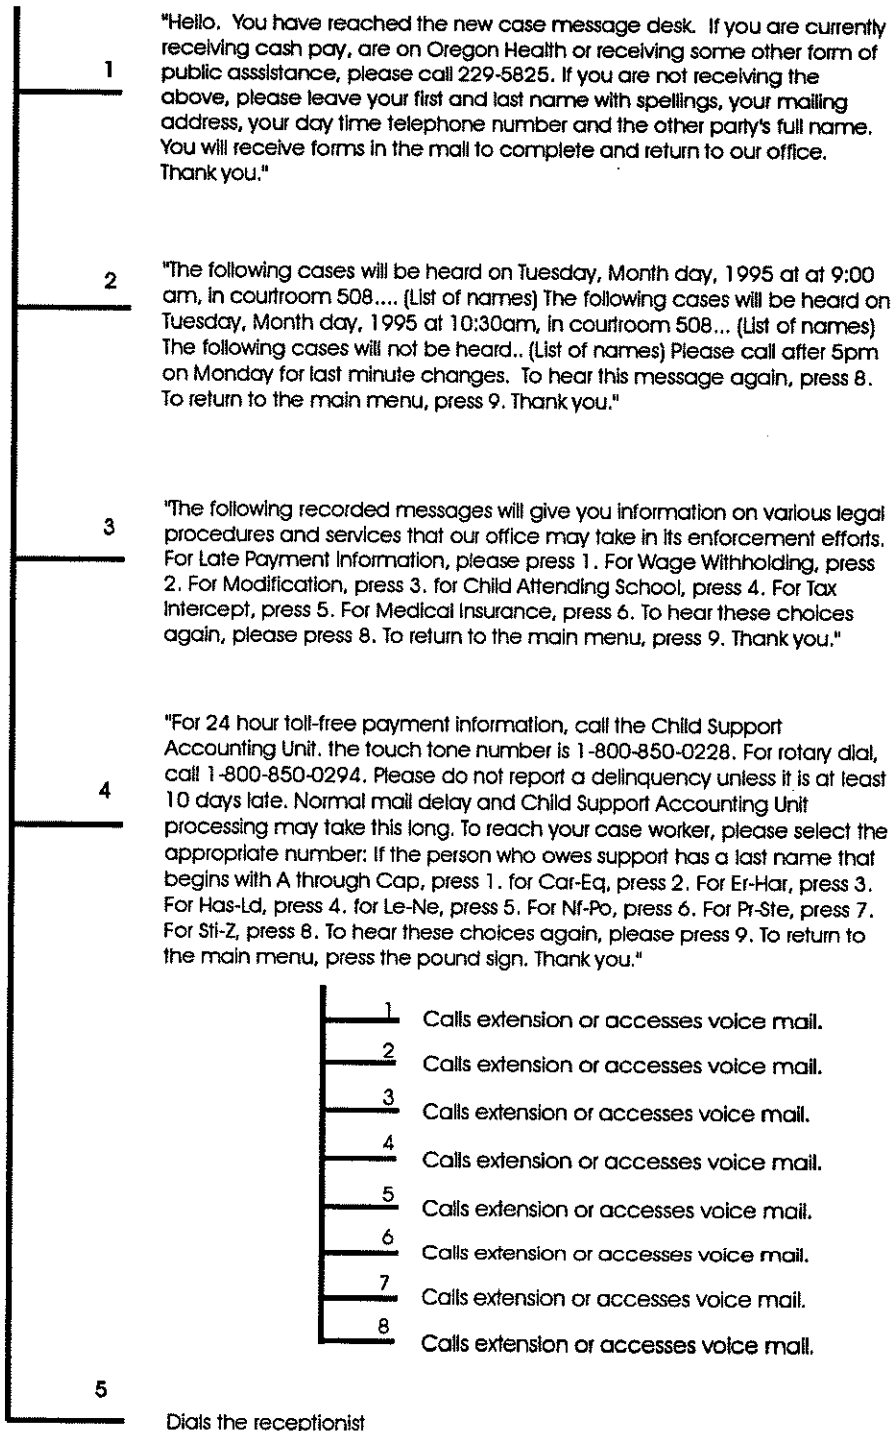 "Hello. You have reached the new case message desk. If you are currently
receiving cash pay, are on Oregon Health or receiving some other form of
1
public asssistance, please call 229-5825. If you are not receiving the
above, please leave your first and last name with spellings, your mailing
address, your day time telephone number and the other party's full name.
You will receive forms in the mail to complete and return to our office.
Thank you."
2
"The following cases will be heard on Tuesday, Month day, 1995 at at 9:00
am, in courtroom 508.... (List of names) The following cases will be heard on
Tuesday, Month day, 1995 at 10:30am, in courtroom 508... (List of names)
The following cases will not be heard.. (List of names) Please call after 5pm
on Monday for last minute changes. To hear this message again, press 8.
To return to the main menu, press 9. Thank you."
3
"The following recorded messages will give you information on various legal
procedures and services that our office may take in its enforcement efforts.
For Late Payment Information, please press 1. For Wage Withholding, press
2. For Modification, press 3. for Child Attending School, press 4. For Tax
Intercept, press 5. For Medical Insurance, press 6. To hear these choices
again, please press 8. To return to the main menu, press 9. Thank you."
"For 24 hour toll-free payment information, call the Child Support
Accounting Unit. the touch tone number is 1-800-850-0228. For rotary dial,
4
call 1-800-850-0294. Please do not report a delinquency unless it is at least
10 days late. Normal mail delay and Child Support Accounting Unit
processing may take this long. To reach your case worker, please select the
appropriate number: If the person who owes support has a last name that
begins with A through Cap, press 1. for Car-Eq, press 2. For Er-Har, press 3.
For Has-Ld, press 4. for Le-Ne, press 5. For Nf-Po, press 6. For Pr-Ste, press 7.
For Sti-Z, press 8. To hear these choices again, please press 9. To return to
the main menu, press the pound sign. Thank you."
1 Calls extension or accesses voice mail.
2 Calls extension or accesses voice mail.
3 Calls extension or accesses voice mail.
4 Calls extension or accesses voice mail.
5 Calls extension or accesses voice mail.
6 Calls extension or accesses voice mail.
7 Calls extension or accesses voice mail.
8 Calls extension or accesses voice mail.
5
Dials the receptionist